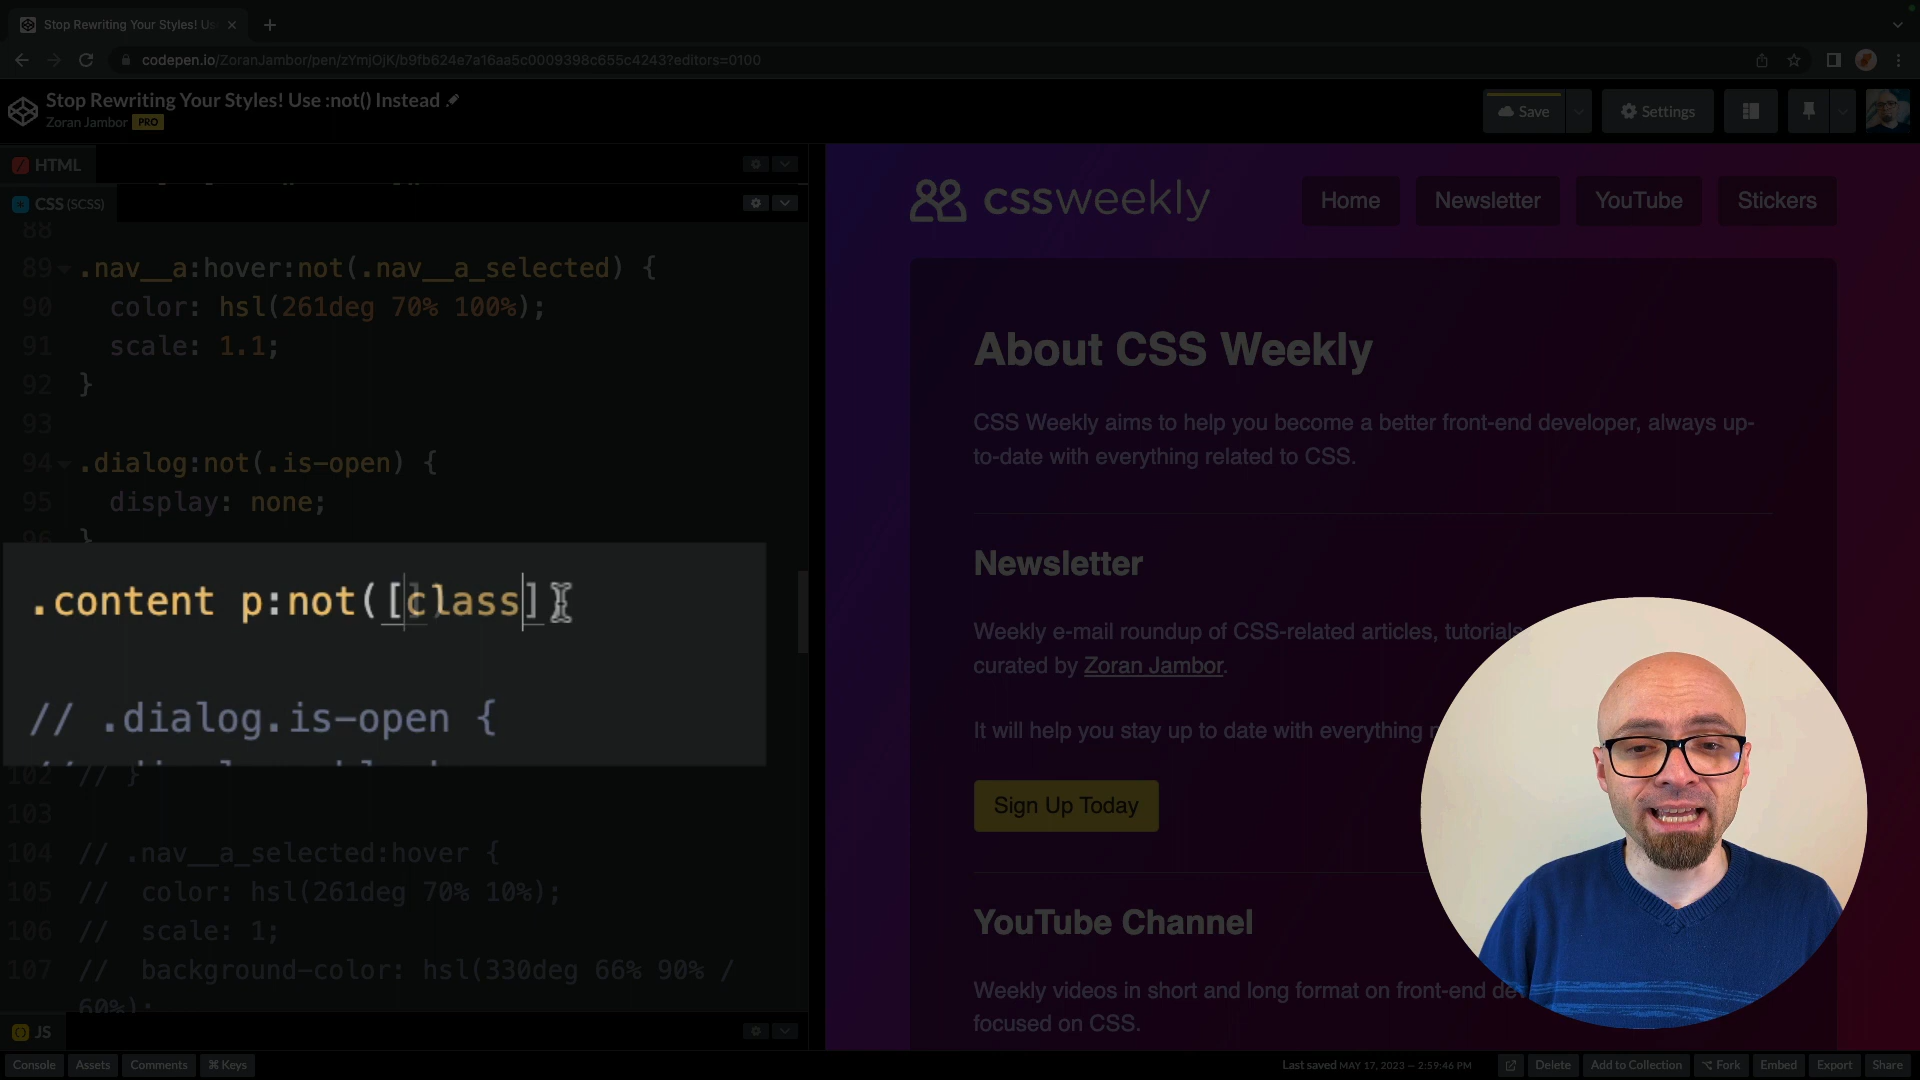 Stop Rewriting Your Styles! Us
codepen.io/ZoranJambor/pen/zYmjOjK/b9fb624e7a16aa5c0009398c655c4243?editors=0100
Stop Rewriting Your Styles! Use :not() Instead
Zoran Jambor PRO
Save
Settings
HTML
CSS (SCSS)
88
89 .nav__a:hover:not(.nav__a_selected) {
90 color: hsl(261deg 70% 100%);
91 scale: 1.1;
92 }
93
94 .dialog:not(.is-open) {
95 display: none;
96 }
.content p:not([class]
// .dialog.is-open {
102 // }
103
104 // .nav__a_selected:hover {
105 // color: hsl(261deg 70% 10%);
106 // scale: 1;
107 // background-color: hsl(330deg 66% 90% /
60%);
JS
cssweekly
Home Newsletter YouTube Stickers
About CSS Weekly
CSS Weekly aims to help you become a better front-end developer, always up-
to-date with everything related to CSS.
Newsletter
Weekly e-mail roundup of CSS-related articles, tutorials
curated by Zoran Jambor.
It will help you stay up to date with everything
Sign Up Today
YouTube Channel
Weekly videos in short and long format on front-end de
focused on CSS.
Console Assets Comments ⌘ Keys
Last saved MAY 17, 2023 — 2:59:46 PM
Delete Add to Collection ⌥ Fork Embed Export Share